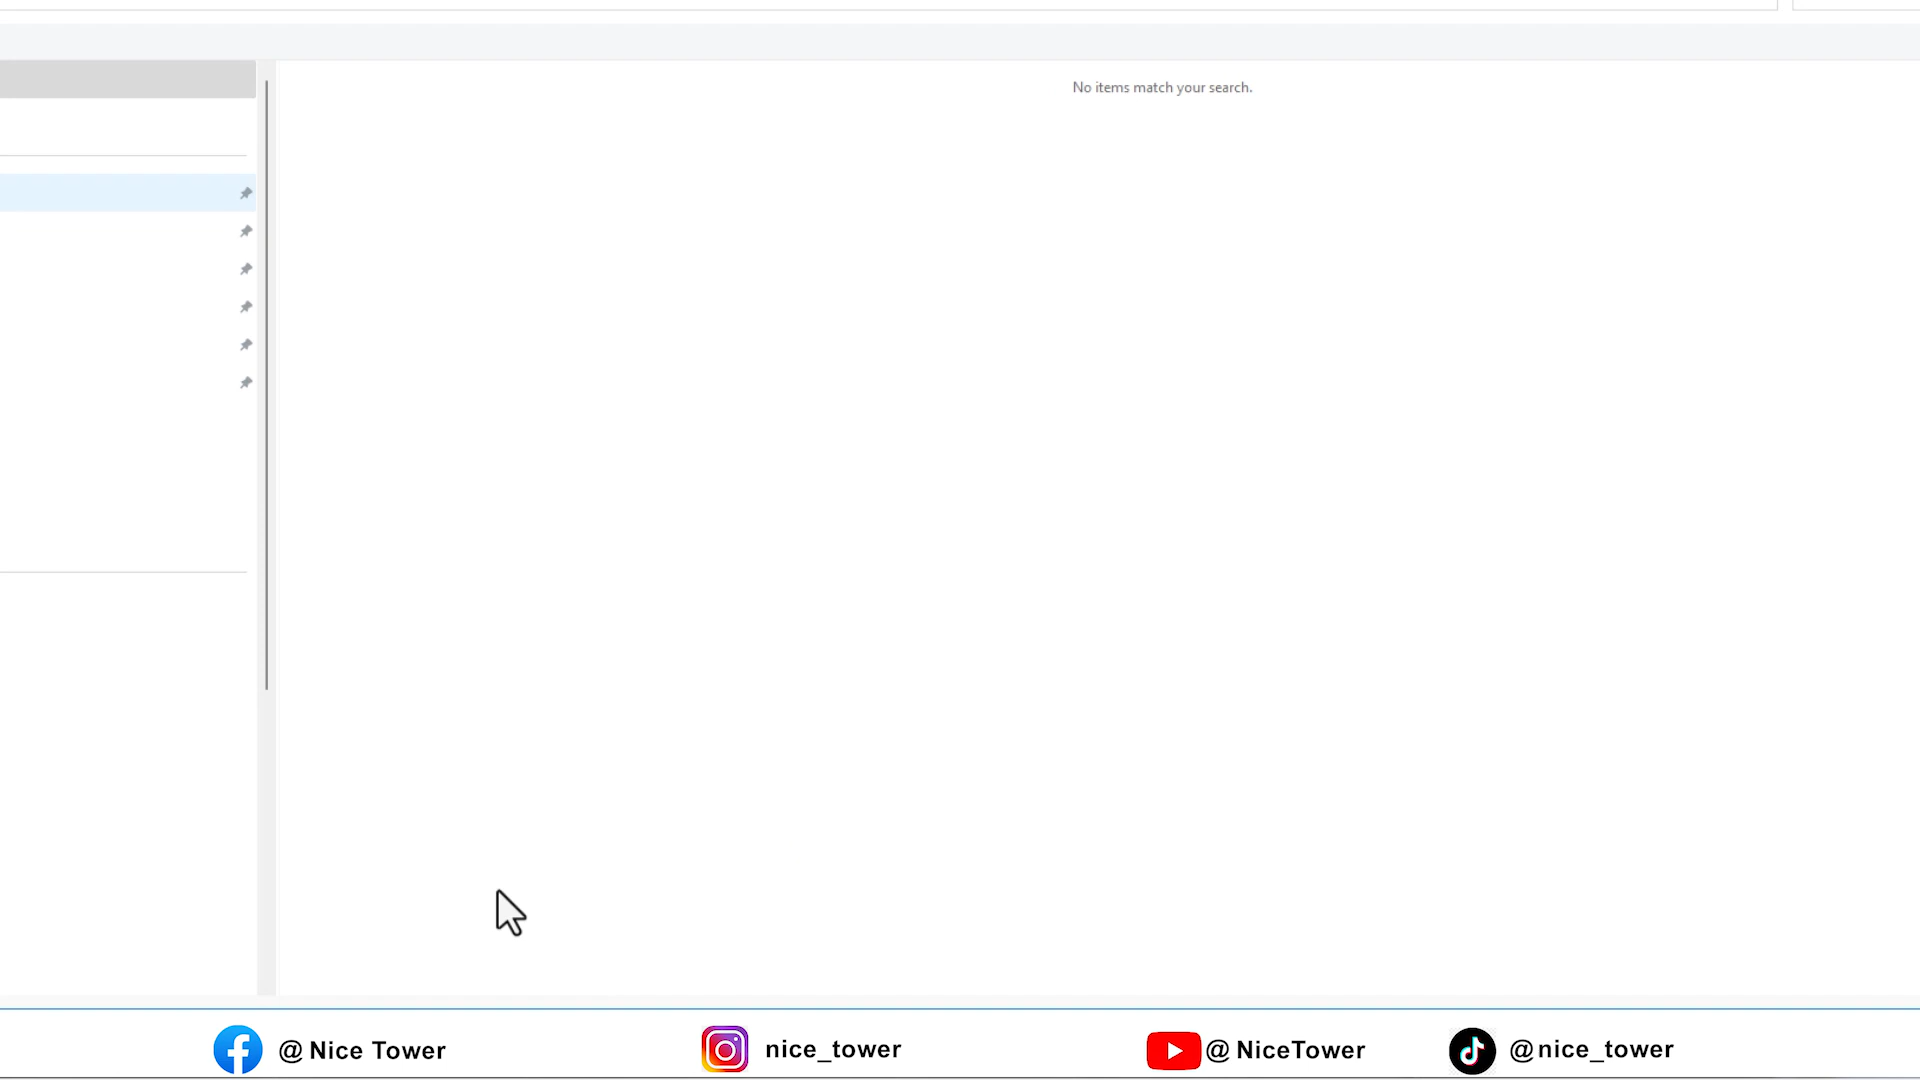 No items match your search.
@ Nice Tower
nice_tower
@ NiceTower
@nice_tower